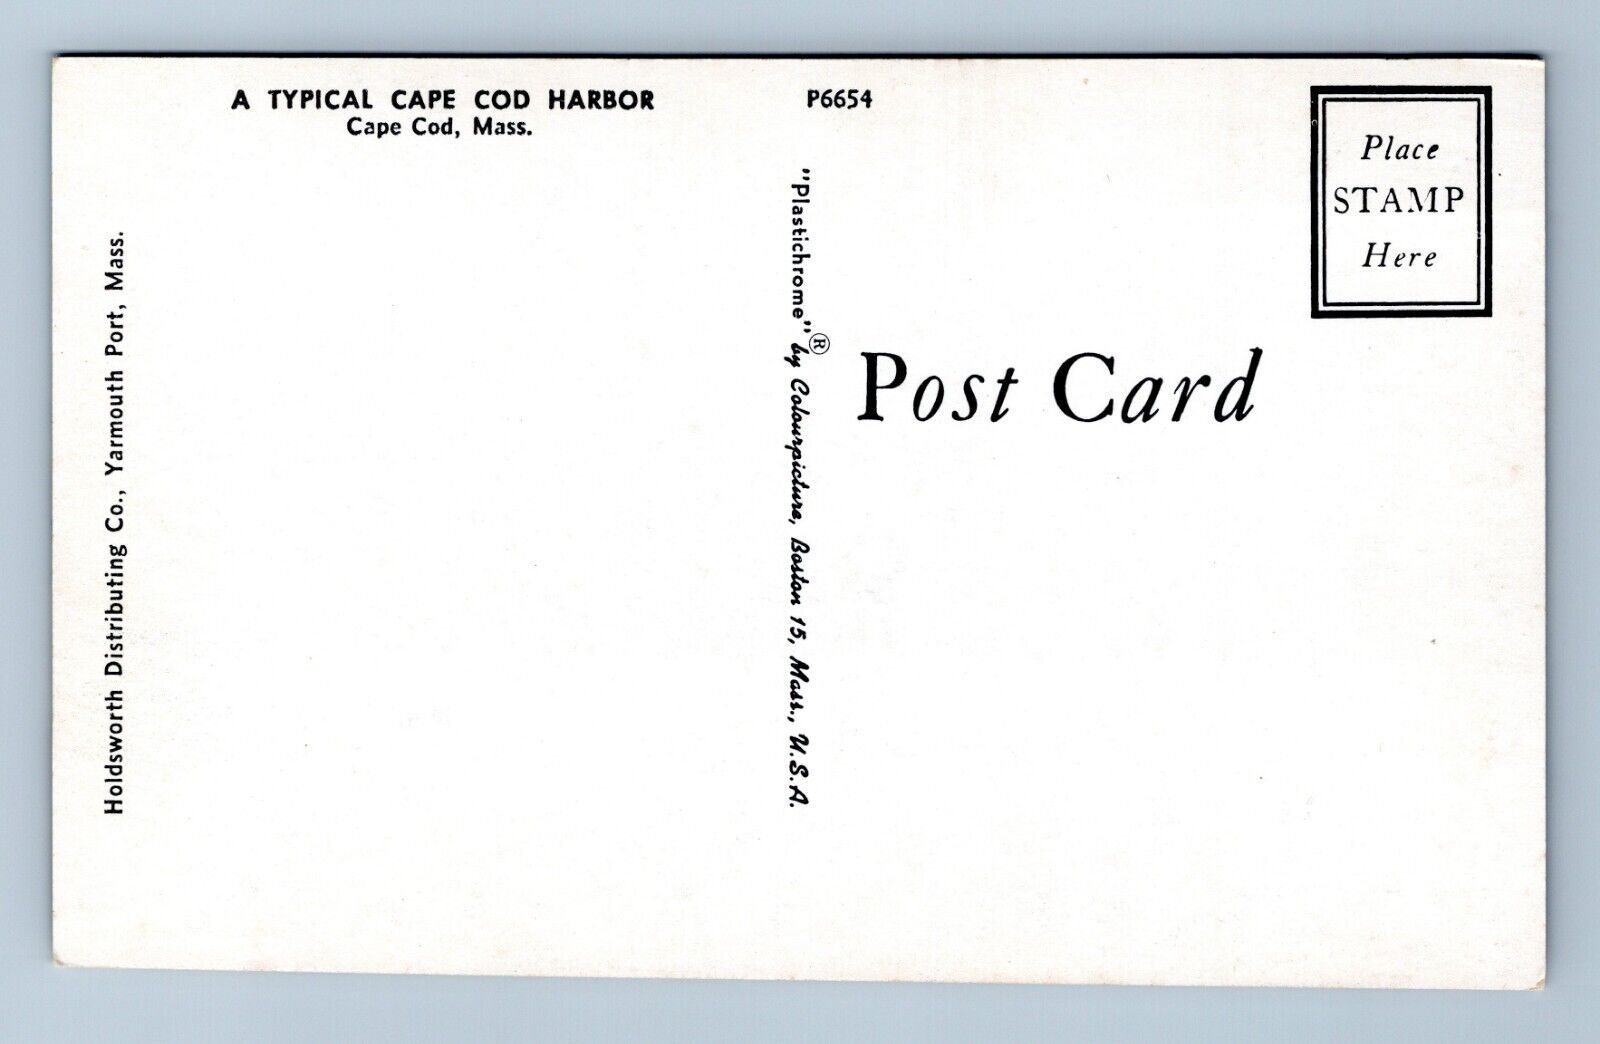 A TYPICAL CAPE COD HARBOR
Cape Cod, Mass.
P6654
Place
STAMP
Here
Holdsworth Distributing Co., Yarmouth Port, Mass.
"Plastichrome"® by Colourpicture, Boston 15, Mass., U.S.A.
Post Card